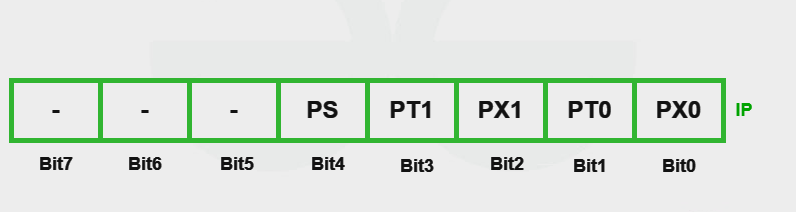 - - - PS PT1 PX1 PT0 PX0 IP
Bit7 Bit6 Bit5 Bit4 Bit3 Bit2 Bit1 Bit0